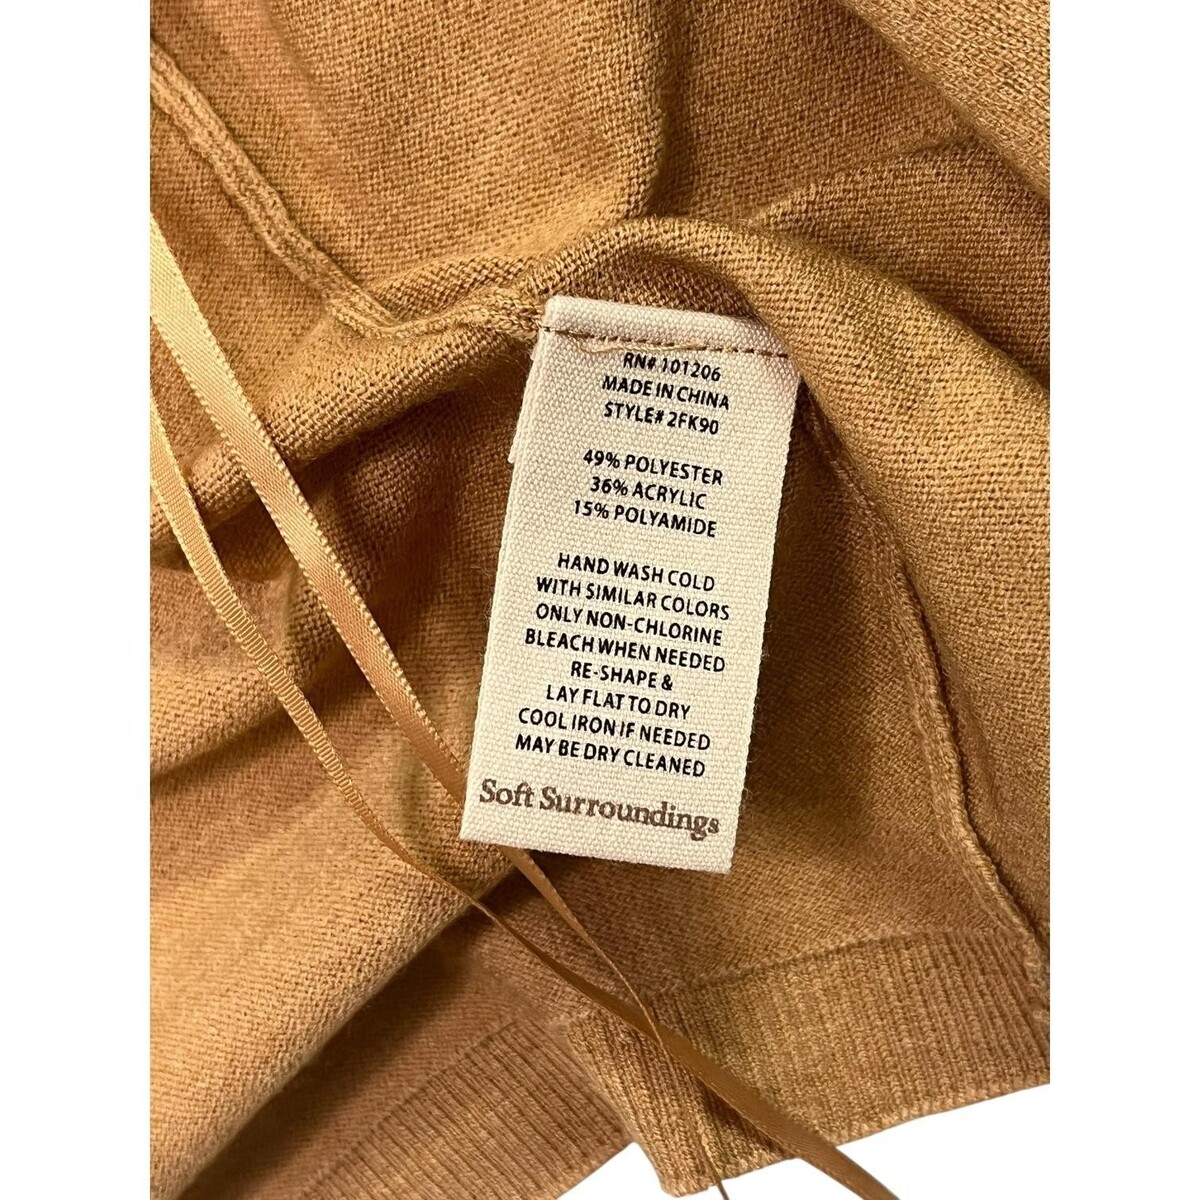 RN# 101206
MADE IN CHINA
STYLE# 2FK90
49% POLYESTER
36% ACRYLIC
15% POLYAMIDE
HAND WASH COLD
WITH SIMILAR COLORS
ONLY NON-CHLORINE
BLEACH WHEN NEEDED
RE-SHAPE &
LAY FLAT TO DRY
COOL IRON IF NEEDED
MAY BE DRY CLEANED
Soft Surroundings